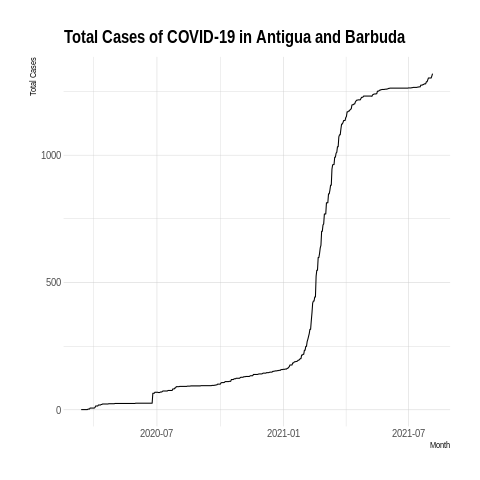 Total Cases of COVID-19 in Antigua and Barbuda
Total Cases
1000
500
0
2020-07
2021-01
2021-07
Month